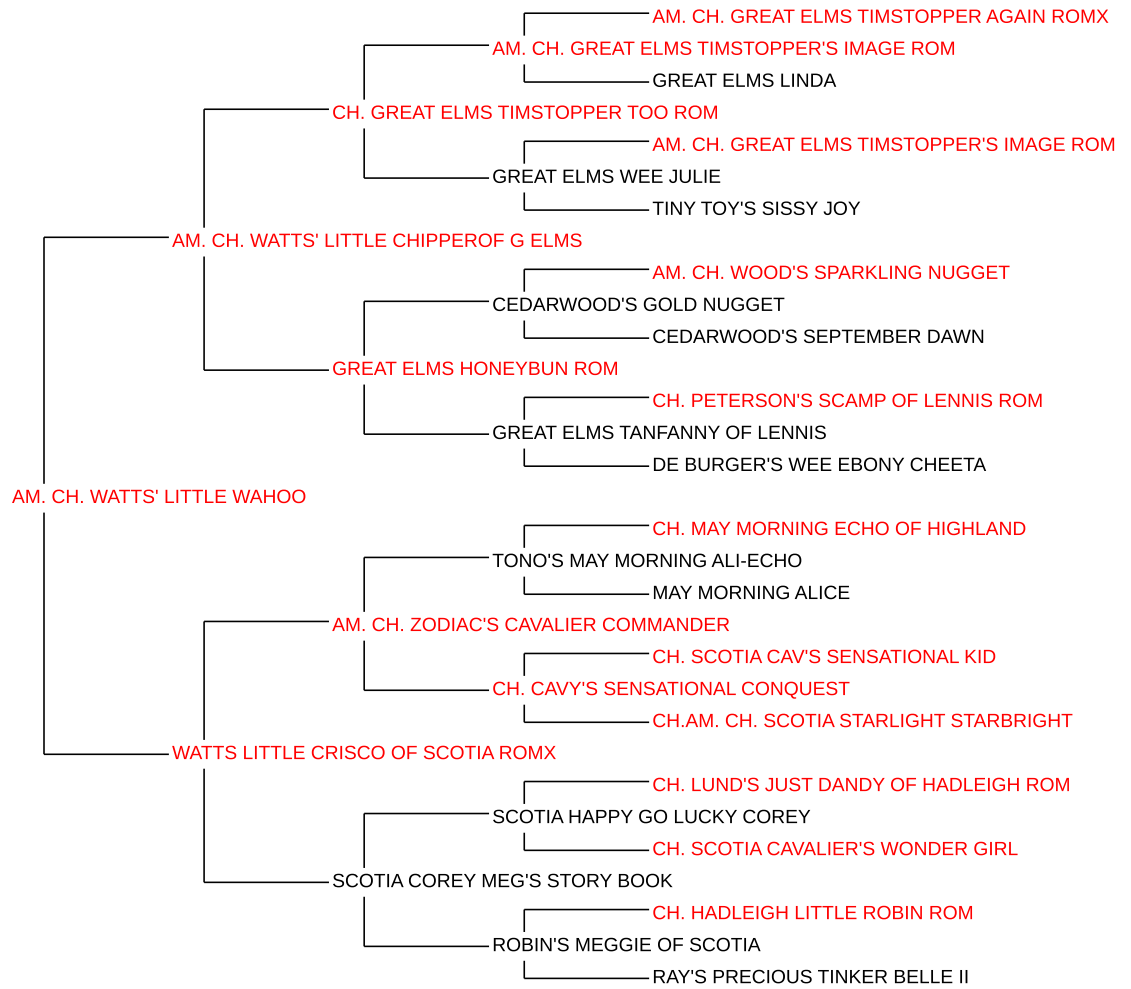 AM. CH. GREAT ELMS TIMSTOPPER AGAIN ROMX
AM. CH. GREAT ELMS TIMSTOPPER'S IMAGE ROM
GREAT ELMS LINDA
CH. GREAT ELMS TIMSTOPPER TOO ROM
AM. CH. GREAT ELMS TIMSTOPPER'S IMAGE ROM
GREAT ELMS WEE JULIE
TINY TOY'S SISSY JOY
AM. CH. WATTS' LITTLE CHIPPEROF G ELMS
AM. CH. WOOD'S SPARKLING NUGGET
CEDARWOOD'S GOLD NUGGET
CEDARWOOD'S SEPTEMBER DAWN
GREAT ELMS HONEYBUN ROM
CH. PETERSON'S SCAMP OF LENNIS ROM
GREAT ELMS TANFANNY OF LENNIS
DE BURGER'S WEE EBONY CHEETA
AM. CH. WATTS' LITTLE WAHOO
CH. MAY MORNING ECHO OF HIGHLAND
TONO'S MAY MORNING ALI-ECHO
MAY MORNING ALICE
AM. CH. ZODIAC'S CAVALIER COMMANDER
CH. SCOTIA CAV'S SENSATIONAL KID
CH. CAVY'S SENSATIONAL CONQUEST
CH.AM. CH. SCOTIA STARLIGHT STARBRIGHT
WATTS LITTLE CRISCO OF SCOTIA ROMX
CH. LUND'S JUST DANDY OF HADLEIGH ROM
SCOTIA HAPPY GO LUCKY COREY
CH. SCOTIA CAVALIER'S WONDER GIRL
SCOTIA COREY MEG'S STORY BOOK
CH. HADLEIGH LITTLE ROBIN ROM
ROBIN'S MEGGIE OF SCOTIA
RAY'S PRECIOUS TINKER BELLE II